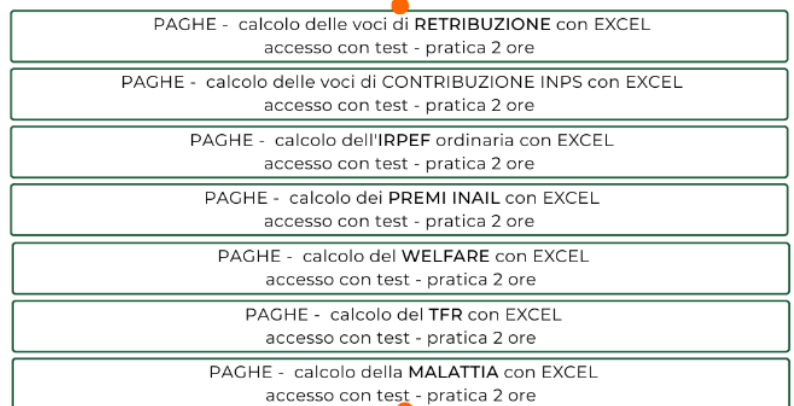 PAGHE - calcolo delle voci di RETRIBUZIONE con EXCEL
accesso con test - pratica 2 ore
PAGHE - calcolo delle voci di CONTRIBUZIONE INPS con EXCEL
accesso con test - pratica 2 ore
PAGHE - calcolo dell'IRPEF ordinaria con EXCEL
accesso con test - pratica 2 ore
PAGHE - calcolo dei PREMI INAIL con EXCEL
accesso con test - pratica 2 ore
PAGHE - calcolo del WELFARE con EXCEL
accesso con test - pratica 2 ore
PAGHE - calcolo del TFR con EXCEL
accesso con test - pratica 2 ore
PAGHE - calcolo della MALATTIA con EXCEL
accesso con test - pratica 2 ore